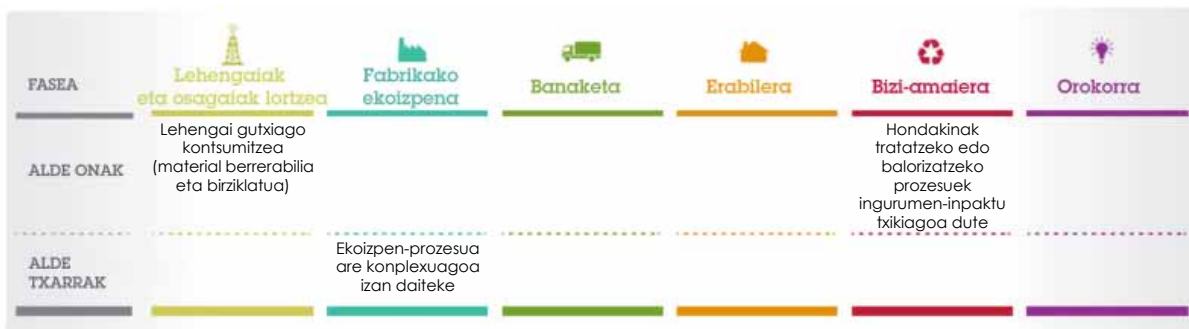 FASEA
Lehengaiak
eta osagaiak lortzea
Fabrikako
ekoizpena
Banaketa
Erabilera
Bizi-amaiera
Orokorra
ALDE ONAK
Lehengai gutxiago
kontsumitzea
(material berrerabilia
eta birziklatua)
Hondakinak
tratatzeko edo
balorizatzeko
prozesuek
ingurumen-inpaktu
txikiagoa dute
ALDE
TXARRAK
Ekoizpen-prozesua
are konplexuagoa
izan daiteke